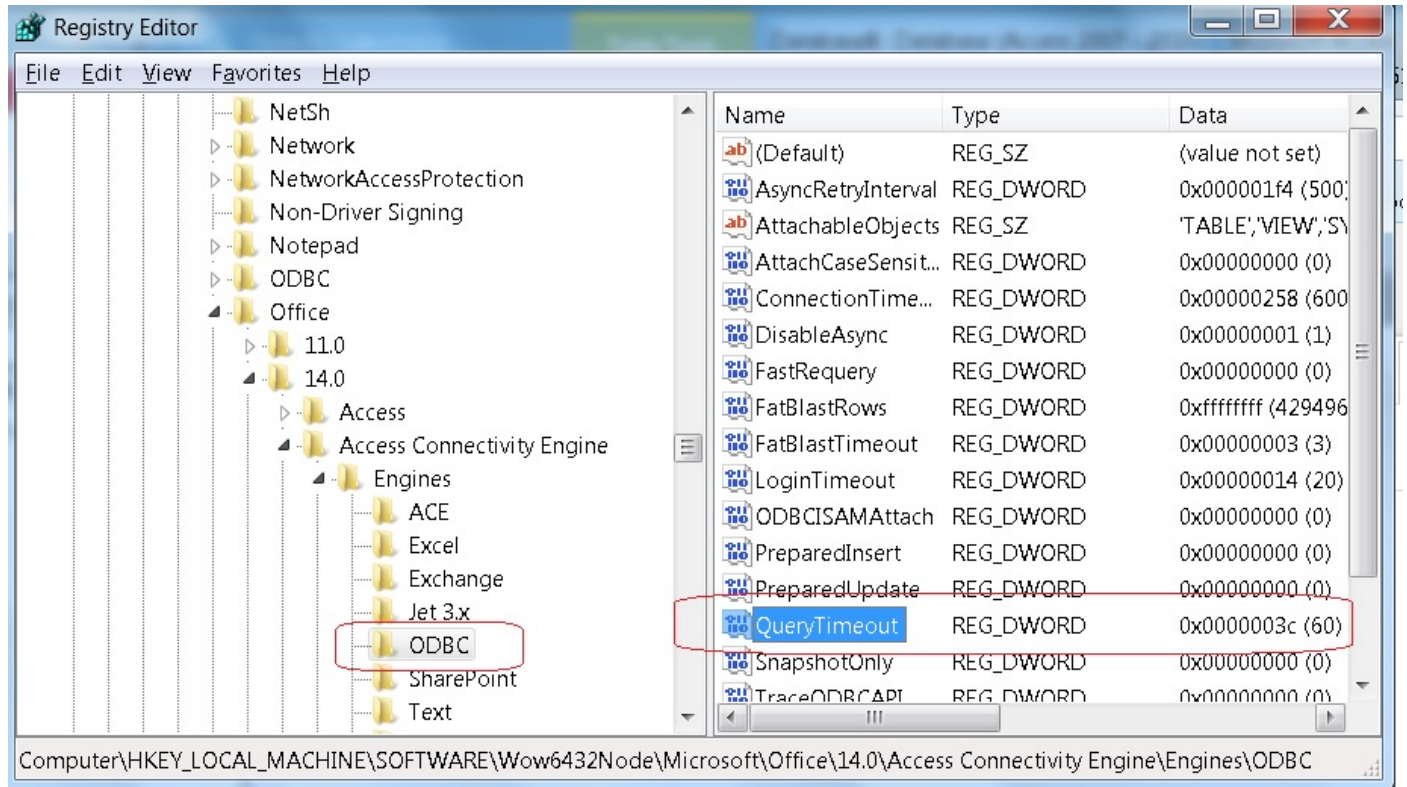 Registry Editor
File Edit View Favorites Help
NetSh
Network
NetworkAccessProtection
Non-Driver Signing
Notepad
ODBC
Office
11.0
14.0
Access
Access Connectivity Engine
Engines
ACE
Excel
Exchange
Jet 3.x
ODBC
SharePoint
Text
Name Type Data
(Default) REG_SZ (value not set)
AsyncRetryInterval REG_DWORD 0x000001f4 (500)
AttachableObjects REG_SZ 'TABLE','VIEW','SY
AttachCaseSensit... REG_DWORD 0x00000000 (0)
ConnectionTime... REG_DWORD 0x00000258 (600
DisableAsync REG_DWORD 0x00000001 (1)
FastRequery REG_DWORD 0x00000000 (0)
FatBlastRows REG_DWORD 0xffffffff (429496
FatBlastTimeout REG_DWORD 0x00000003 (3)
LoginTimeout REG_DWORD 0x00000014 (20)
ODBCISAMAttach REG_DWORD 0x00000000 (0)
PreparedInsert REG_DWORD 0x00000000 (0)
PreparedUpdate REG_DWORD 0x00000000 (0)
QueryTimeout REG_DWORD 0x0000003c (60)
SnapshotOnly REG_DWORD 0x00000000 (0)
TraceODBCAPI REG_DWORD 0x00000000 (0)
Computer\HKEY_LOCAL_MACHINE\SOFTWARE\Wow6432Node\Microsoft\Office\14.0\Access Connectivity Engine\Engines\ODBC